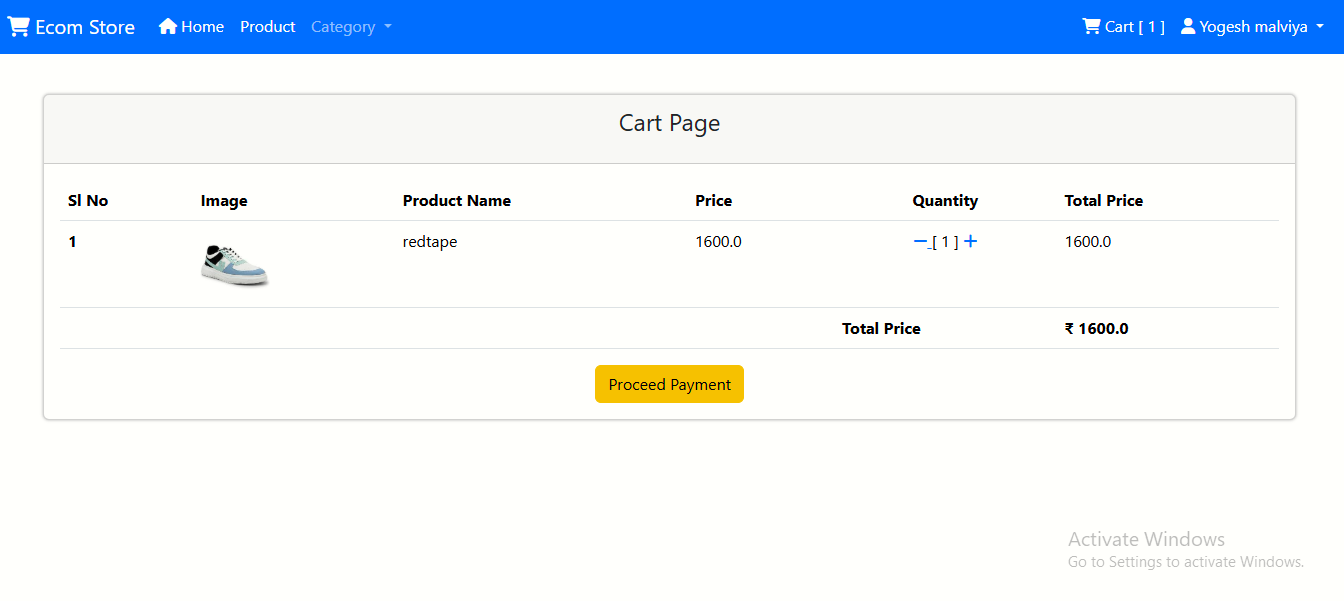 Ecom Store Home Product Category Cart [ 1 ] Yogesh malviya
Cart Page
Sl No Image Product Name Price Quantity Total Price
1 redtape 1600.0 [ 1 ] 1600.0
Total Price ₹ 1600.0
Proceed Payment
Activate Windows
Go to Settings to activate Windows.